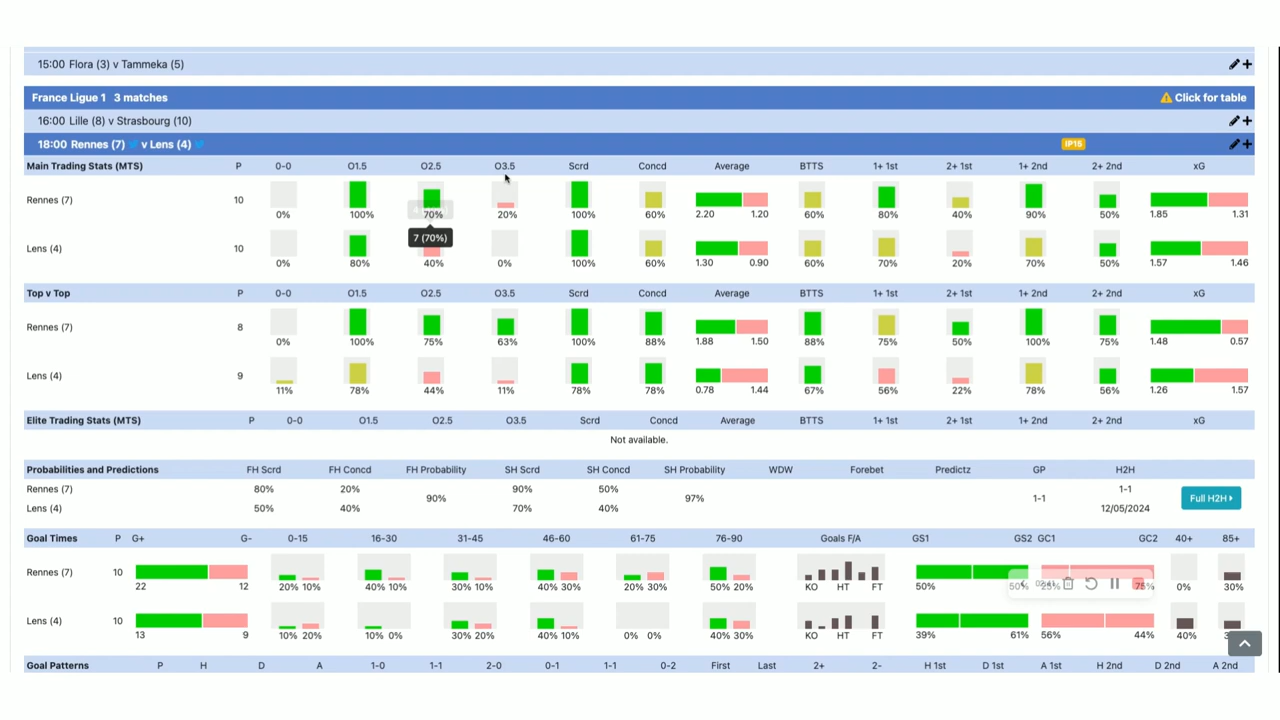 15:00 Flora (3) v Tammeka (5)
France Ligue 1 3 matches Click for table
16:00 Lille (8) v Strasbourg (10)
18:00 Rennes (7) v Lens (4) IP15
Main Trading Stats (MTS) P 0-0 O1.5 O2.5 O3.5 Scrd Concd Average BTTS 1+ 1st 2+ 1st 1+ 2nd 2+ 2nd xG
Rennes (7) 10 0% 100% 70% 20% 100% 60% 2.20 1.20 60% 80% 40% 90% 50% 1.85 1.31
7 (70%)
Lens (4) 10 0% 80% 40% 0% 100% 60% 1.30 0.90 60% 70% 20% 70% 50% 1.57 1.46
Top v Top P 0-0 O1.5 O2.5 O3.5 Scrd Concd Average BTTS 1+ 1st 2+ 1st 1+ 2nd 2+ 2nd xG
Rennes (7) 8 0% 100% 75% 63% 100% 88% 1.88 1.50 88% 75% 50% 100% 75% 1.48 0.57
Lens (4) 9 11% 78% 44% 11% 78% 78% 0.78 1.44 67% 56% 22% 78% 56% 1.26 1.57
Elite Trading Stats (MTS) P 0-0 O1.5 O2.5 O3.5 Scrd Concd Average BTTS 1+ 1st 2+ 1st 1+ 2nd 2+ 2nd xG
Not available.
Probabilities and Predictions FH Scrd FH Concd FH Probability SH Scrd SH Concd SH Probability WDW Forebet Predictz GP H2H
Rennes (7) 80% 20% 90% 90% 50% 97% 1-1 1-1 Full H2H
Lens (4) 50% 40% 70% 40% 12/05/2024
Goal Times P G+ G- 0-15 16-30 31-45 46-60 61-75 76-90 Goals F/A GS1 GS2 GC1 GC2 40+ 85+
Rennes (7) 10 22 12 20% 10% 40% 10% 30% 10% 40% 30% 20% 30% 50% 20% KO HT FT 50% 50% 25% 75% 0% 30%
Lens (4) 10 13 9 10% 20% 10% 0% 30% 20% 40% 10% 0% 0% 40% 30% KO HT FT 39% 61% 56% 44% 40%
Goal Patterns P H D A 1-0 1-1 2-0 0-1 1-1 0-2 First Last 2+ 2- H 1st D 1st A 1st H 2nd D 2nd A 2nd